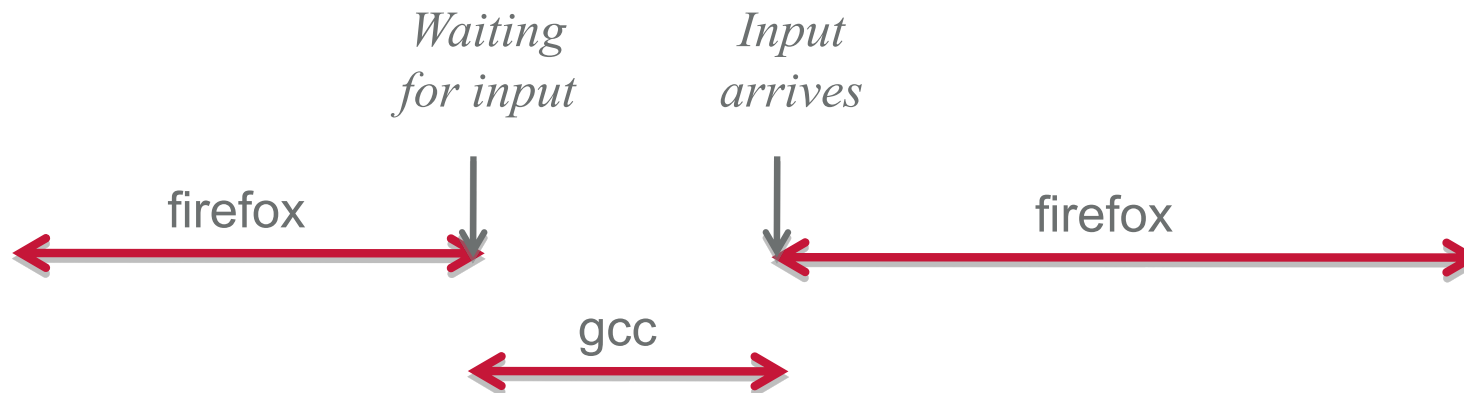 Waiting
for input
Input
arrives
firefox
firefox
gcc